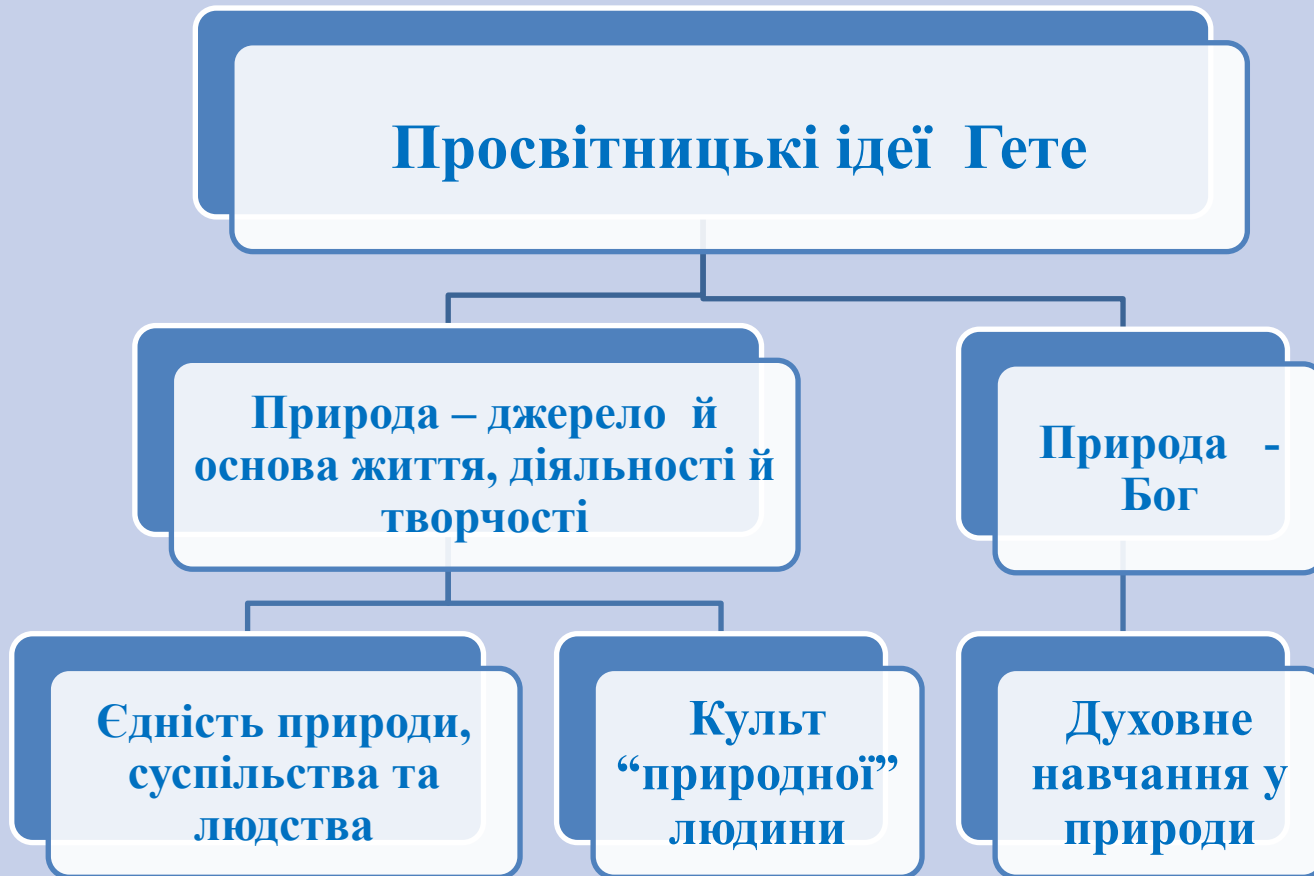 Просвітницькі ідеї Гете
Природа – джерело й
основа життя, діяльності й
творчості
Природа -
Бог
Єдність природи,
суспільства та
людства
Культ
“природної”
людини
Духовне
навчання у
природи